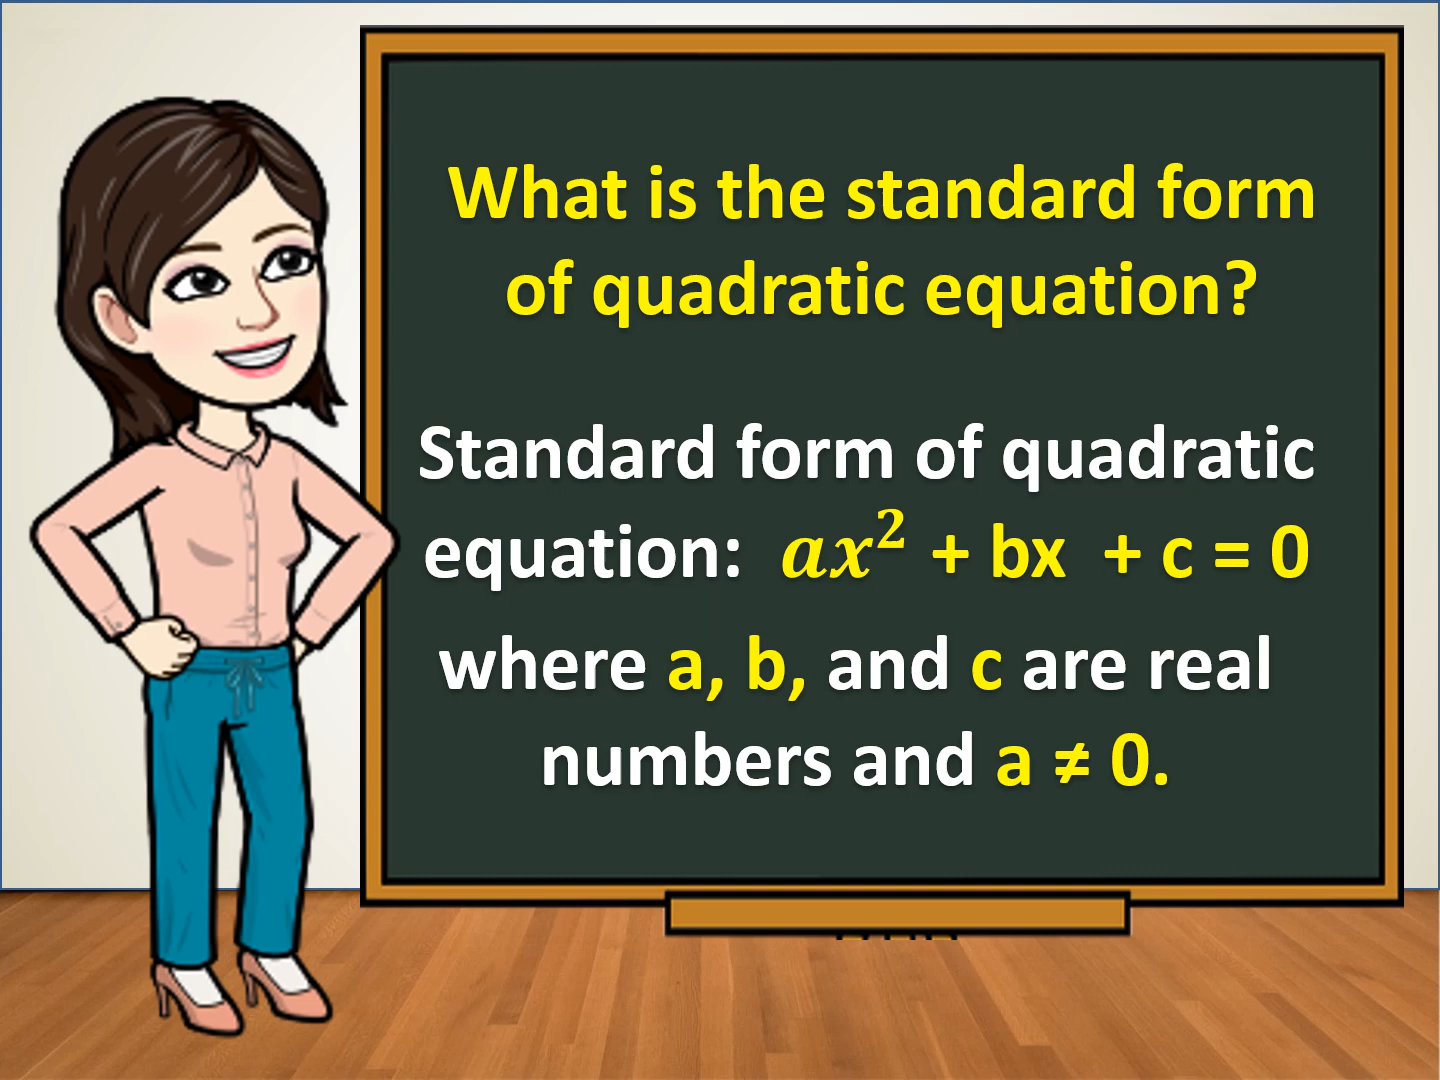 What is the standard form
of quadratic equation?
Standard form of quadratic
equation: ax² + bx + c = 0
where a, b, and c are real
numbers and a ≠ 0.